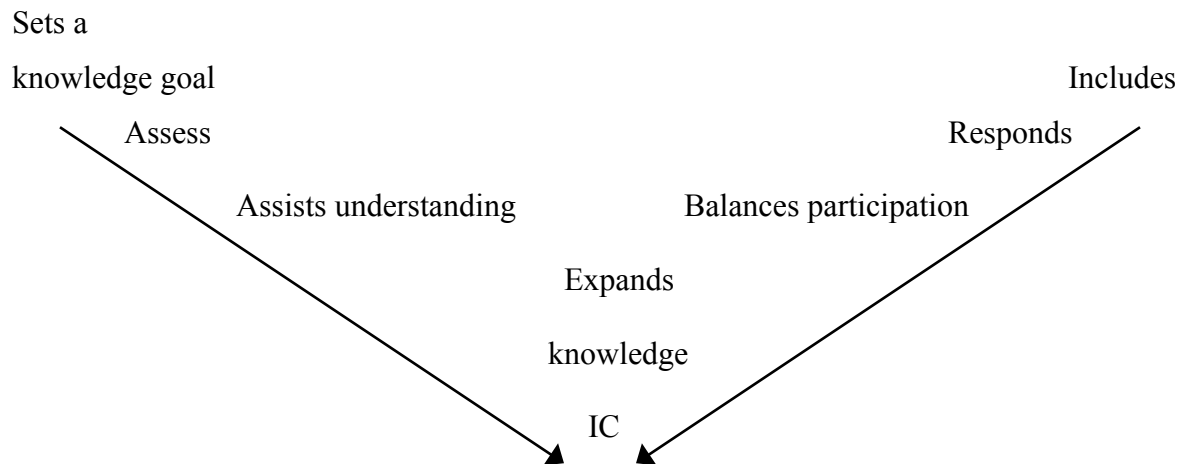 Sets a
knowledge goal
Includes
Assess
Responds
Assists understanding
Balances participation
Expands
knowledge
IC